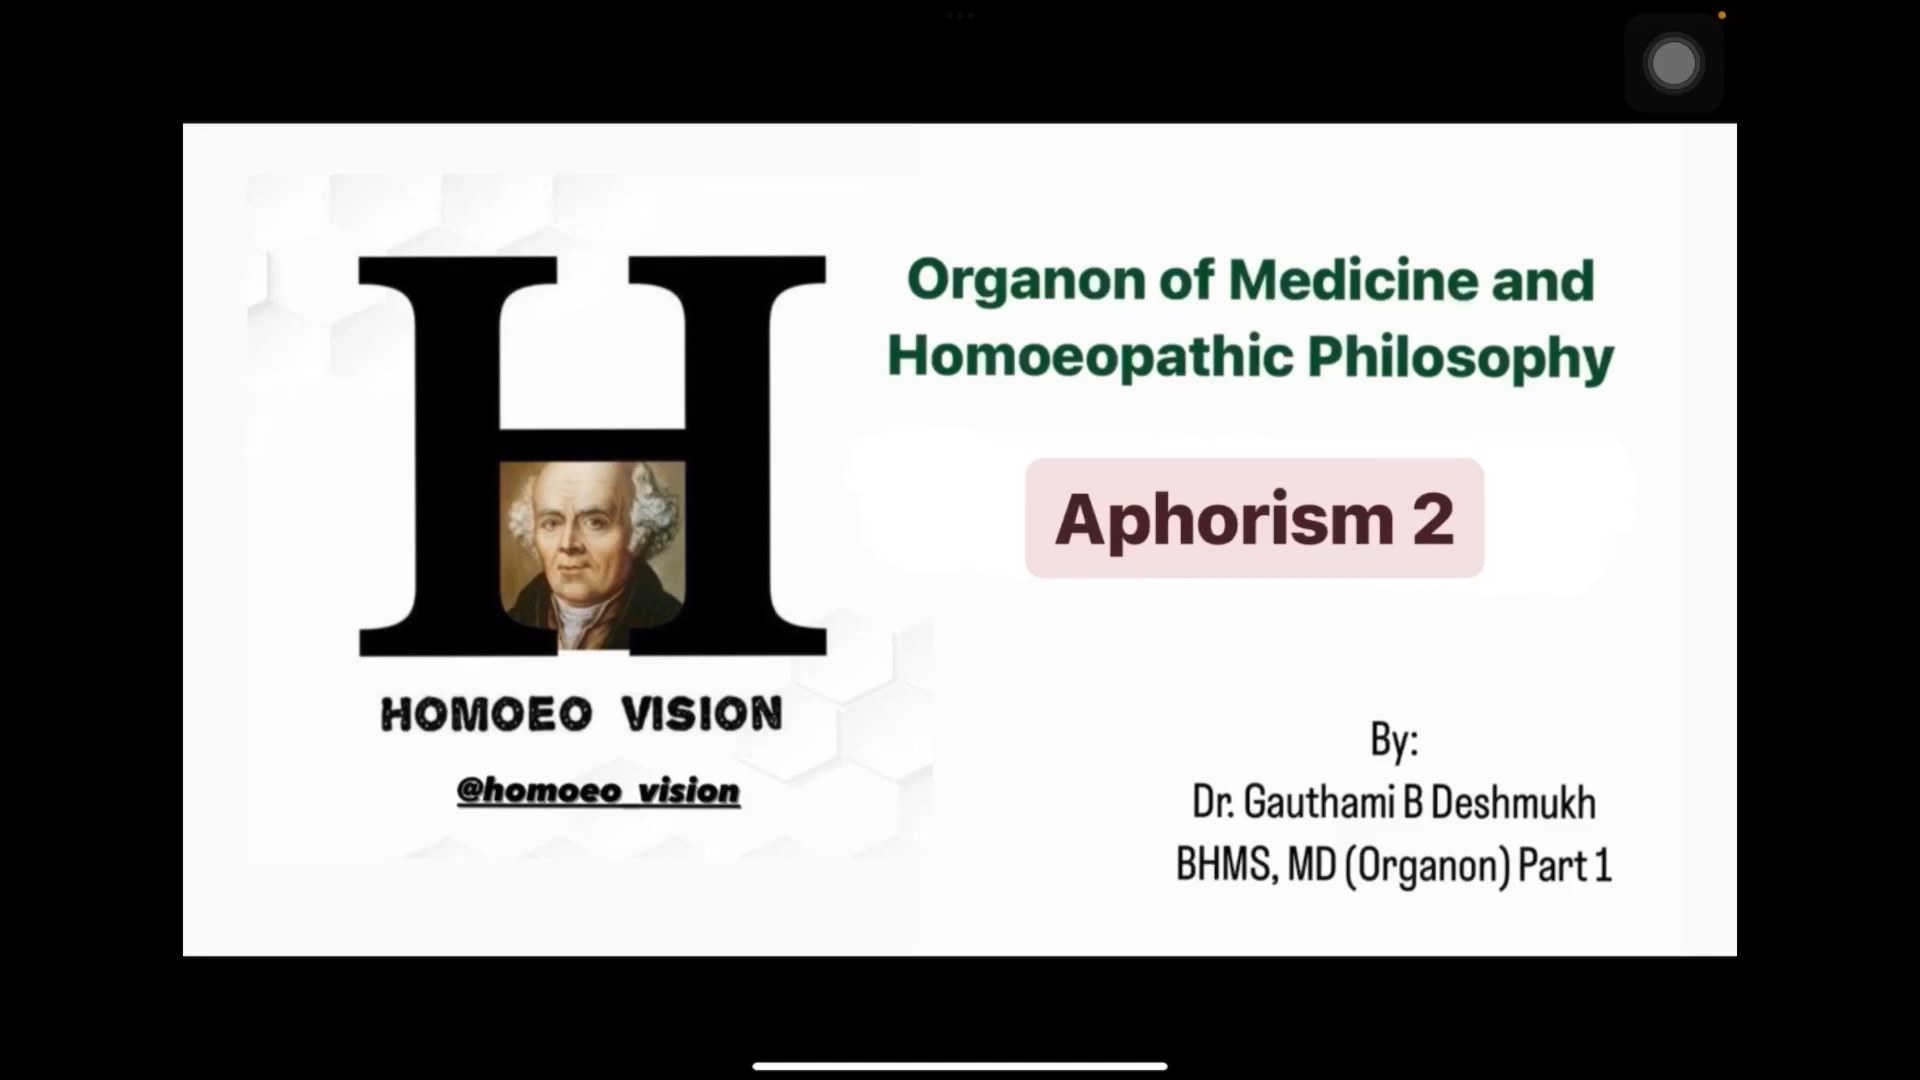 Organon of Medicine and
Homoeopathic Philosophy
Aphorism 2
HOMOEO VISION
@homoeo_vision
By:
Dr. Gauthami B Deshmukh
BHMS, MD (Organon) Part 1